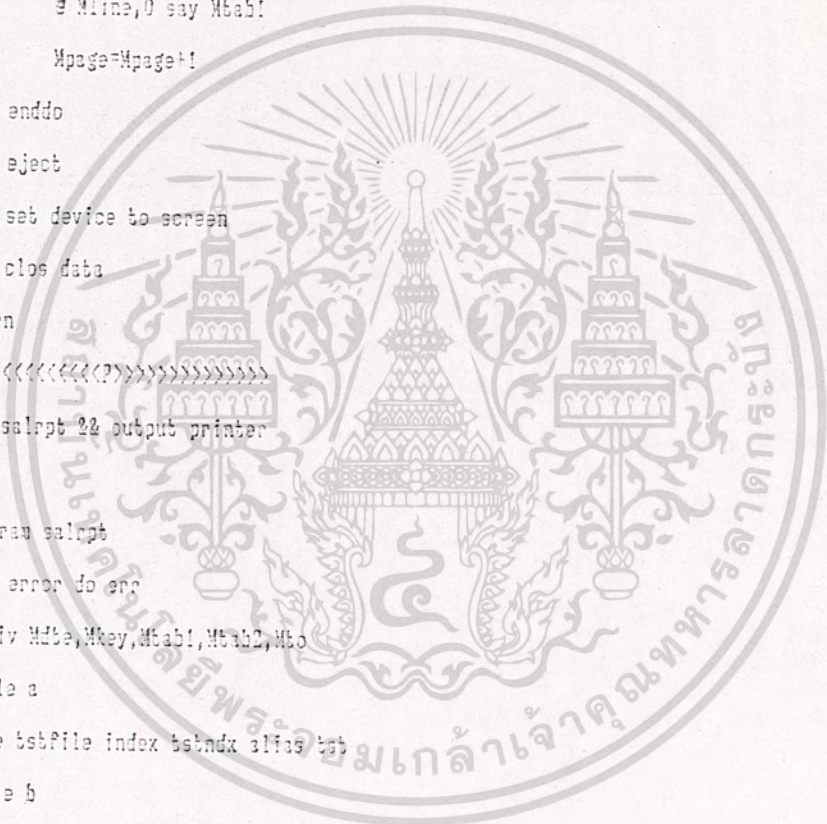 @ Mline,0 say Mtab1
Mpage=Mpage+1
enddo
eject
set device to screen
clos data
salrpt && output printer
salrpt
error do err
Mdte,Mkey,Mtab1,Mtab2,Mto
a
tstfile index tstndx alias tst
b
สถาบันเทคโนโลยีพระจอมเกล้าเจ้าคุณทหารลาดกระบัง